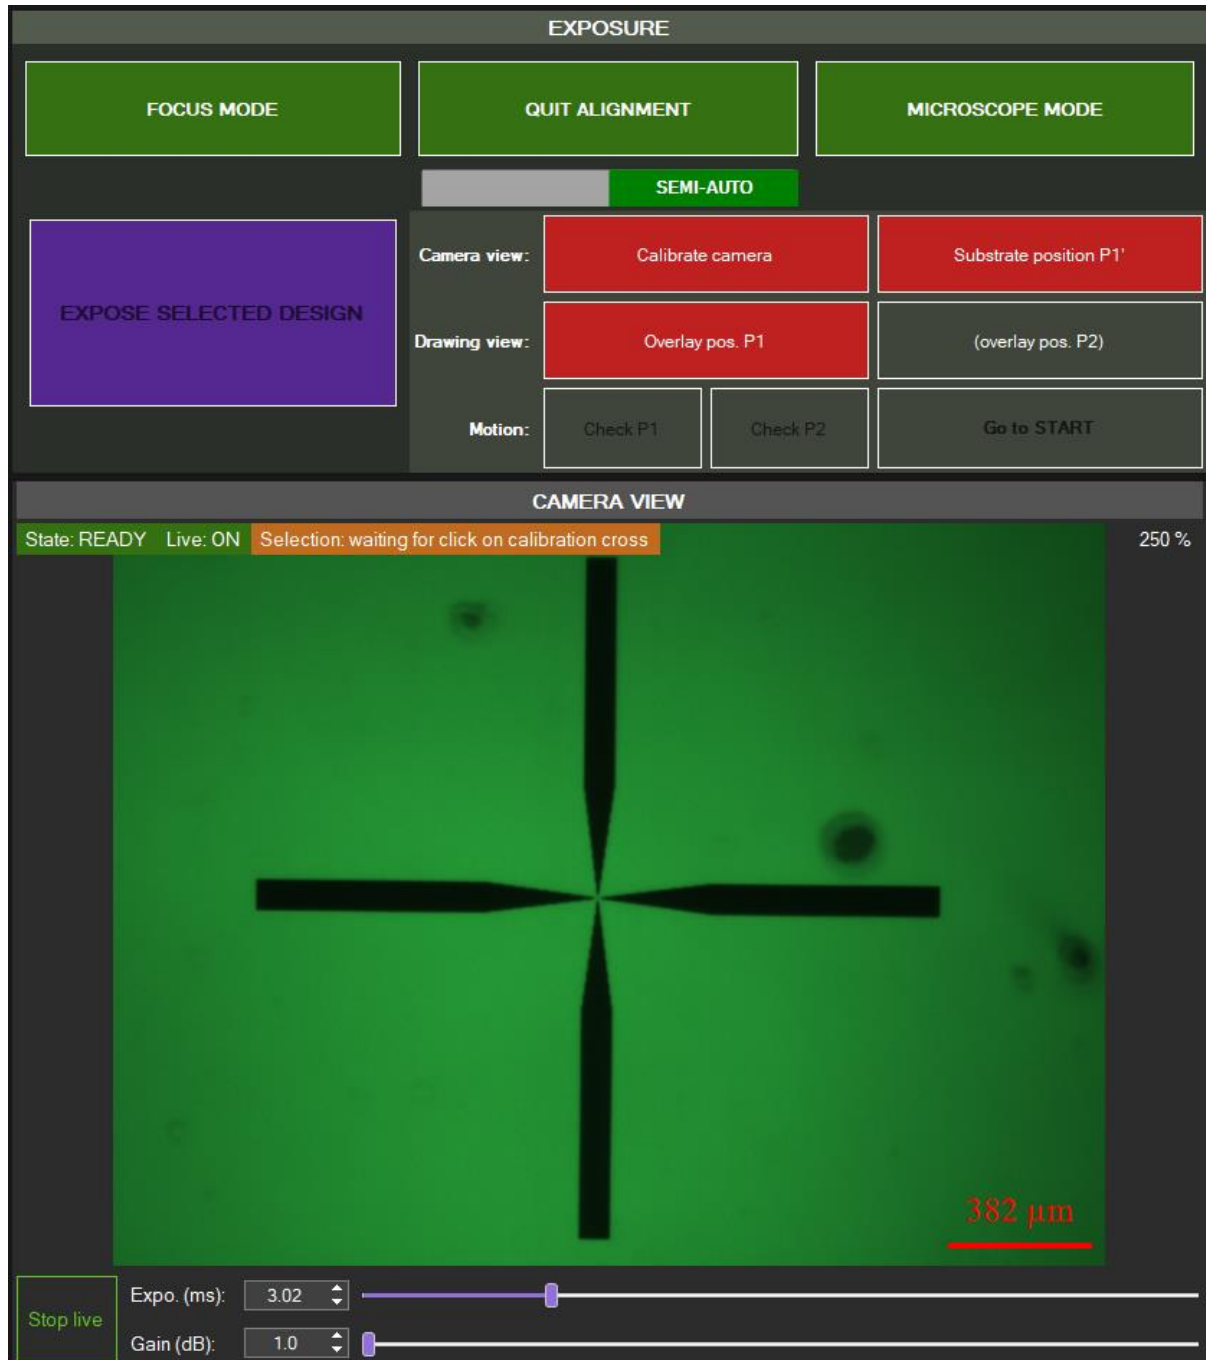 EXPOSURE
FOCUS MODE
QUIT ALIGNMENT
MICROSCOPE MODE
SEMI-AUTO
EXPOSE SELECTED DESIGN
Camera view:
Calibrate camera
Substrate position P1'
Drawing view:
Overlay pos. P1
(overlay pos. P2)
Motion:
Check P1
Check P2
Go to START
CAMERA VIEW
State: READY Live: ON Selection: waiting for click on calibration cross 250 %
382 µm
Stop live
Expo. (ms): 3.02
Gain (dB): 1.0